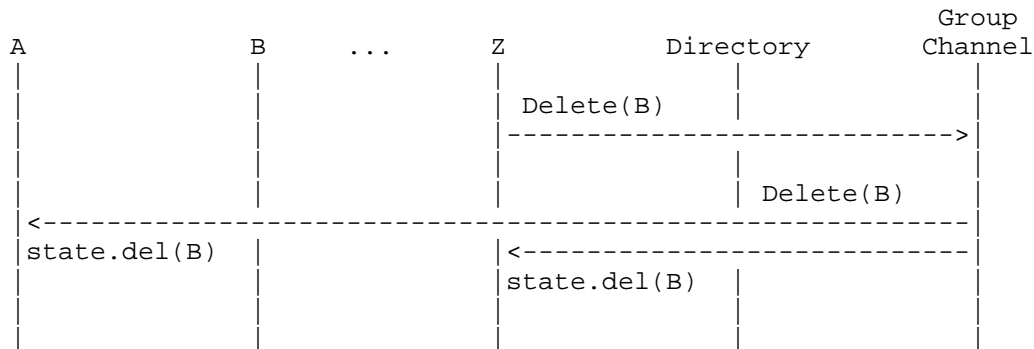 Group
A B ... Z Directory Channel
Delete(B)
Delete(B)
state.del(B)
state.del(B)